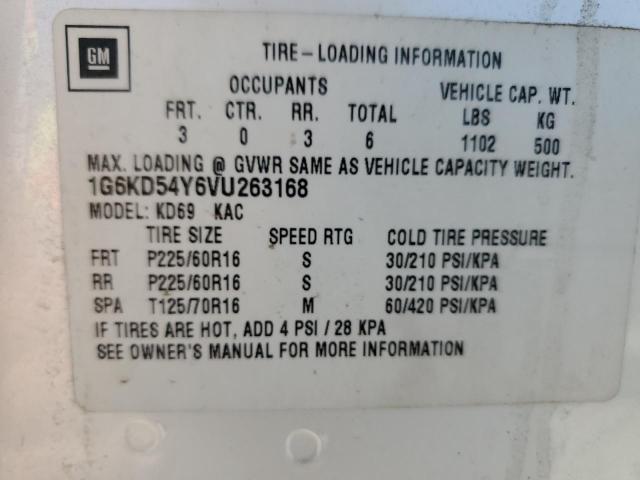 GM
TIRE-LOADING INFORMATION
OCCUPANTS VEHICLE CAP. WT.
FRT. CTR. RR. TOTAL LBS KG
3 0 3 6 1102 500
MAX. LOADING @ GVWR SAME AS VEHICLE CAPACITY WEIGHT.
1G6KD54Y6VU263168
MODEL: KD69 KAC
TIRE SIZE SPEED RTG COLD TIRE PRESSURE
FRT P225/60R16 S 30/210 PSI/KPA
RR P225/60R16 S 30/210 PSI/KPA
SPA T125/70R16 M 60/420 PSI/KPA
IF TIRES ARE HOT, ADD 4 PSI / 28 KPA
SEE OWNER'S MANUAL FOR MORE INFORMATION